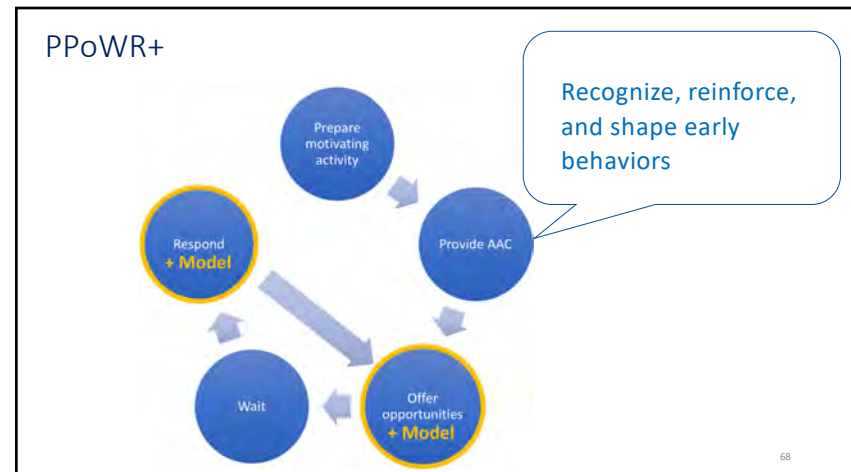 PPoWR+
Recognize, reinforce,
and shape early
behaviors
Prepare
motivating
activity
Provide AAC
Offer
opportunities
+ Model
Wait
Respond
+ Model
68